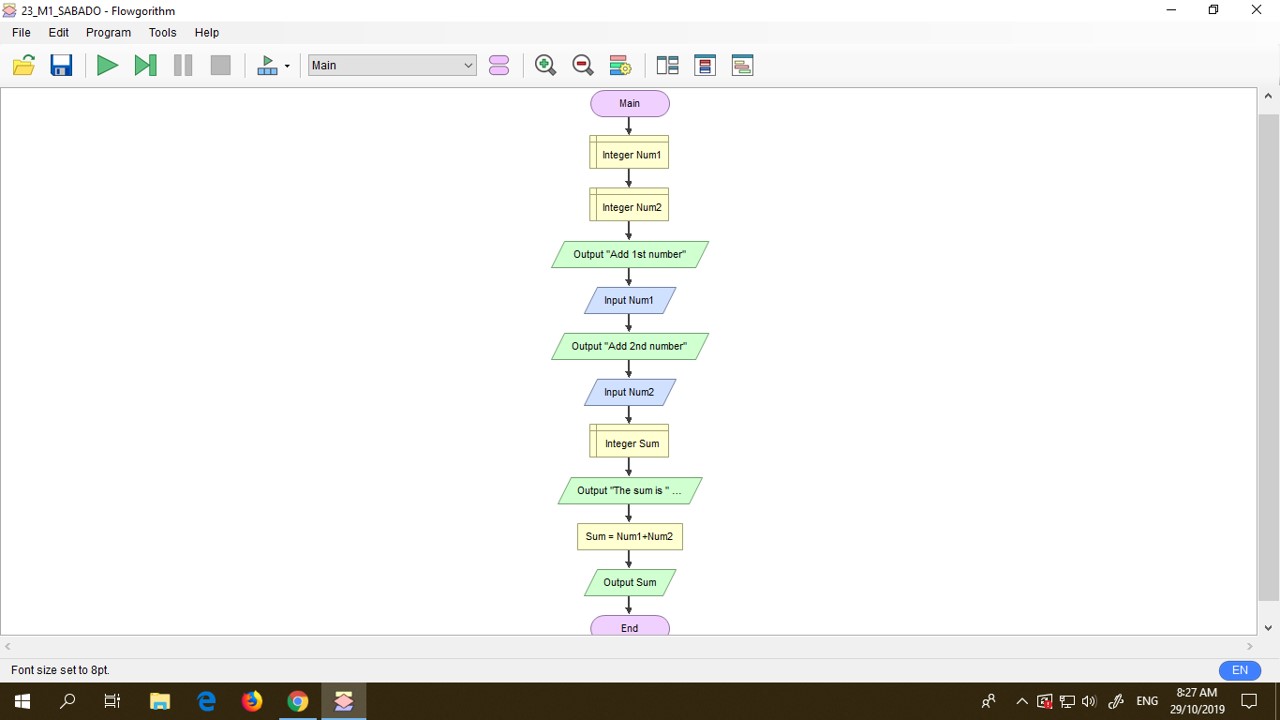 23_M1_SABADO - Flowgorithm
File Edit Program Tools Help
Main
Main
Integer Num1
Integer Num2
Output "Add 1st number"
Input Num1
Output "Add 2nd number"
Input Num2
Integer Sum
Output "The sum is " ...
Sum = Num1+Num2
Output Sum
End
Font size set to 8pt.
EN
ENG
8:27 AM
29/10/2019